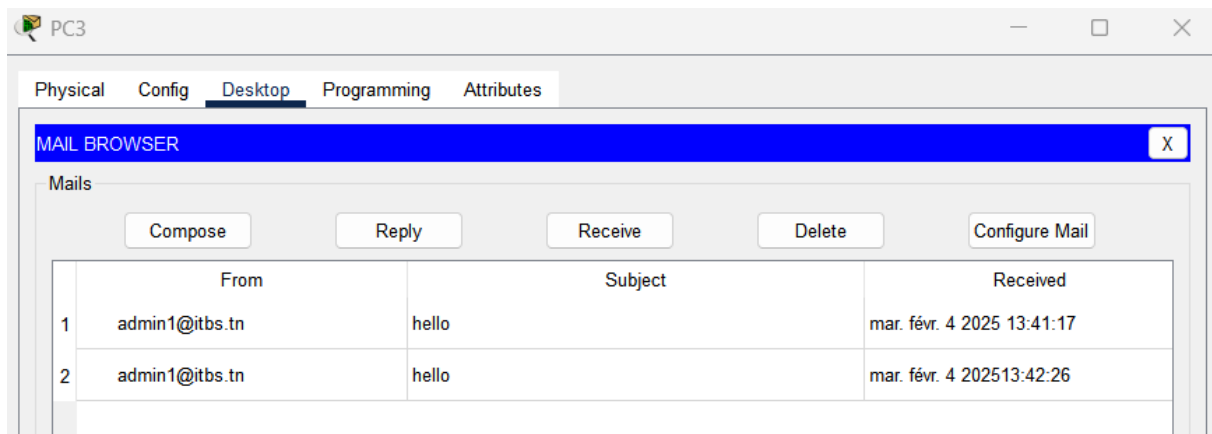 PC3
Physical Config Desktop Programming Attributes
MAIL BROWSER X
Mails
Compose Reply Receive Delete Configure Mail
From Subject Received
1 admin1@itbs.tn hello mar. févr. 4 2025 13:41:17
2 admin1@itbs.tn hello mar. févr. 4 202513:42:26